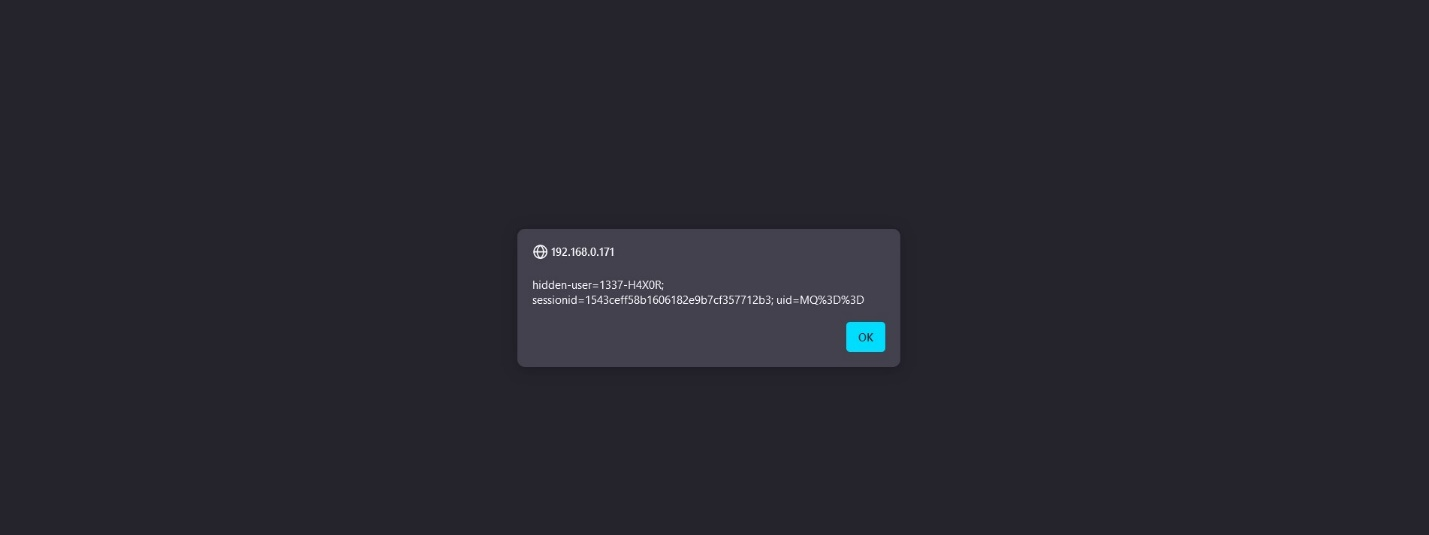 192.168.0.171
hidden-user=1337-H4X0R;
sessionid=1543ceff58b1606182e9b7cf357712b3; uid=MQ%3D%3D
OK